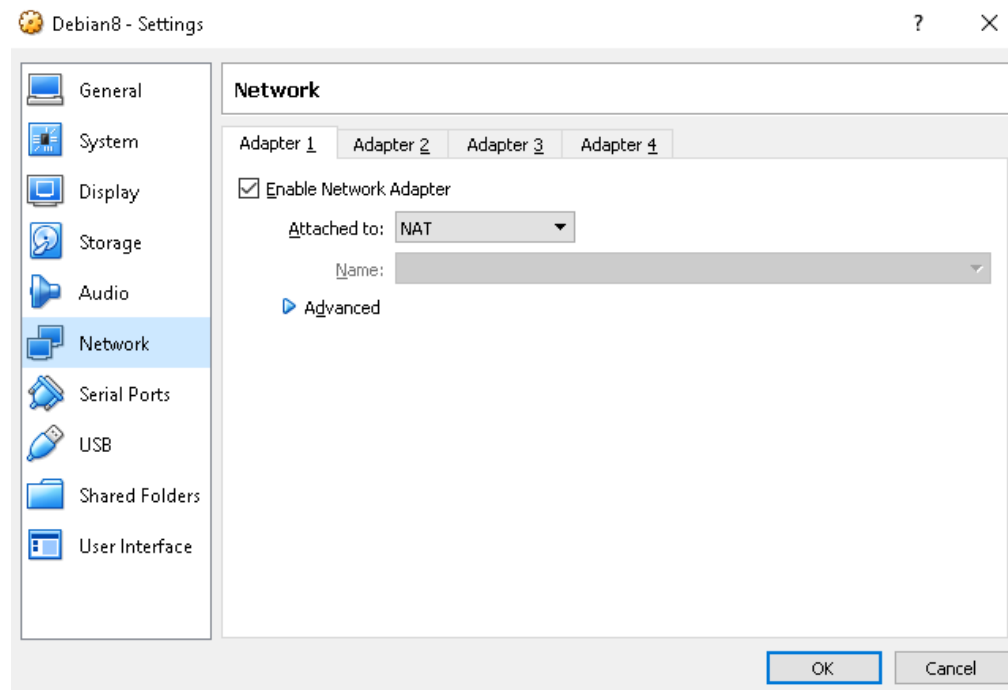 Debian8 - Settings ?
General
System
Display
Storage
Audio
Network
Serial Ports
USB
Shared Folders
User Interface
Network
Adapter 1 Adapter 2 Adapter 3 Adapter 4
Enable Network Adapter
Attached to: NAT
Name:
Advanced
OK Cancel